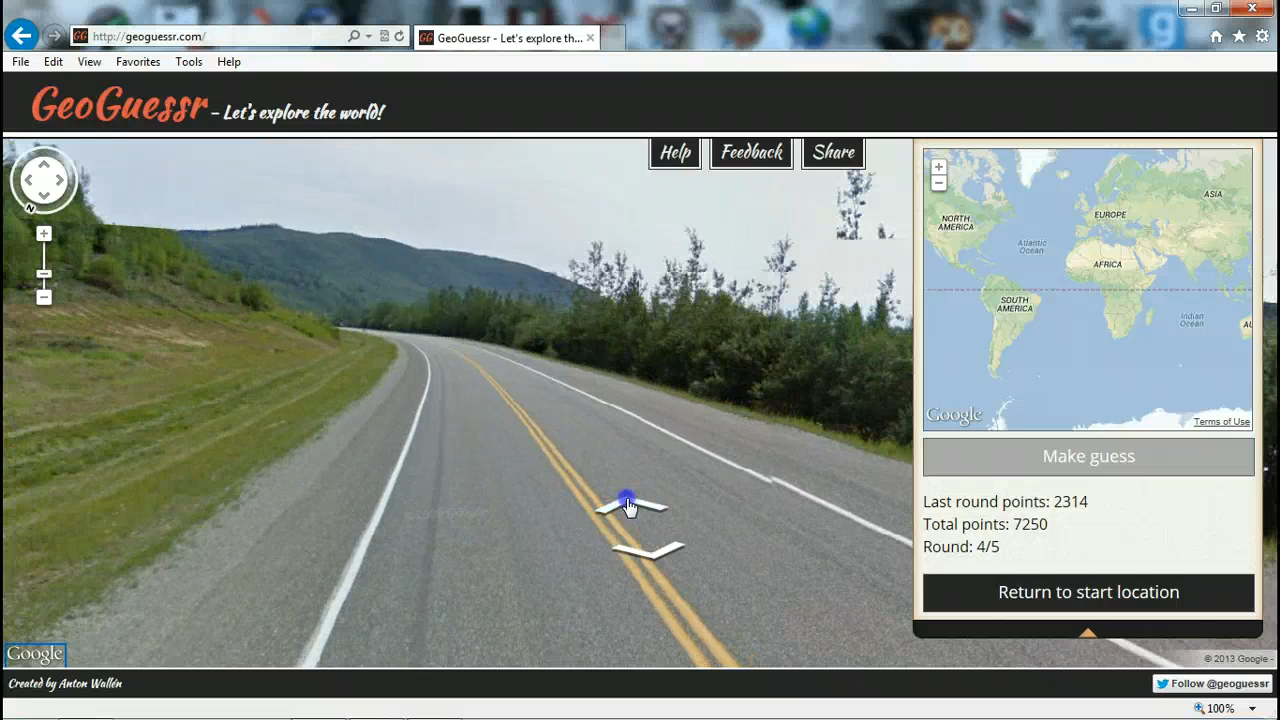 http://geoguessr.com/
GeoGuessr - Let's explore th...
File Edit View Favorites Tools Help
GeoGuessr - Let's explore the world!
Help Feedback Share
N
NORTH AMERICA
EUROPE
ASIA
Atlantic Ocean
AFRICA
SOUTH AMERICA
Indian Ocean
AU
Google
Terms of Use
Make guess
Last round points: 2314
Total points: 7250
Round: 4/5
Return to start location
Google
© 2013 Google -
Created by Anton Wallén
Follow @geoguessr
100%